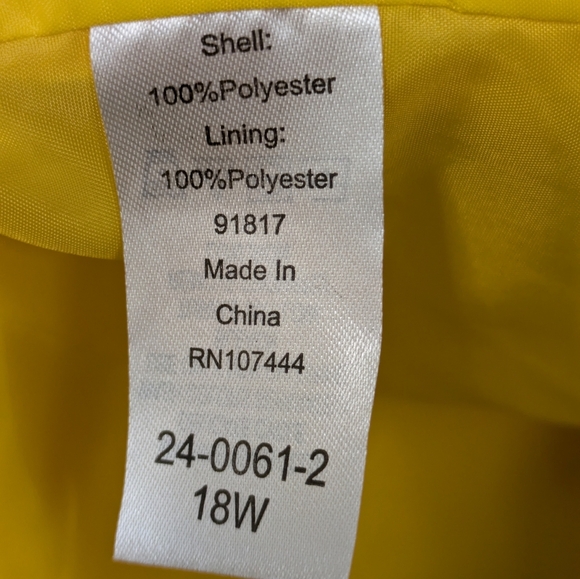 Shell:
100%Polyester
Lining:
100%Polyester
91817
Made In
China
RN107444
24-0061-2
18W